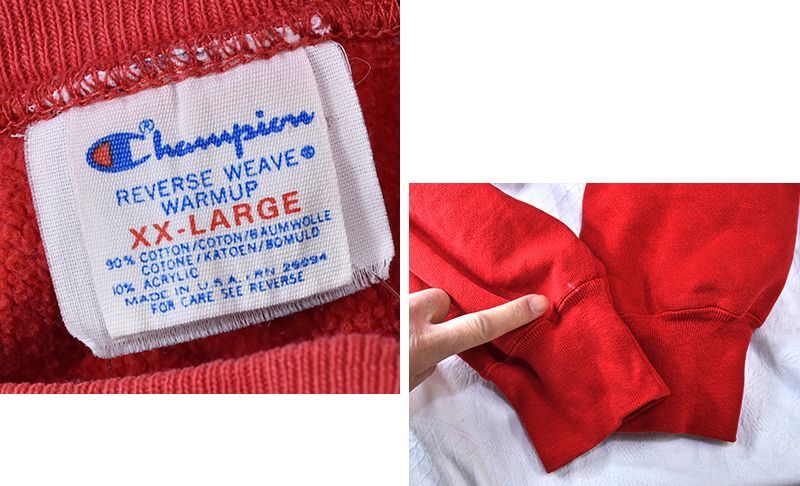 Champion®
REVERSE WEAVE®
WARMUP
XX-LARGE
90% COTTON/COTON/BAUMWOLLE
COTONE/KATOEN/BOMULD
10% ACRYLIC
MADE IN U.S.A./RN 26094
FOR CARE SEE REVERSE